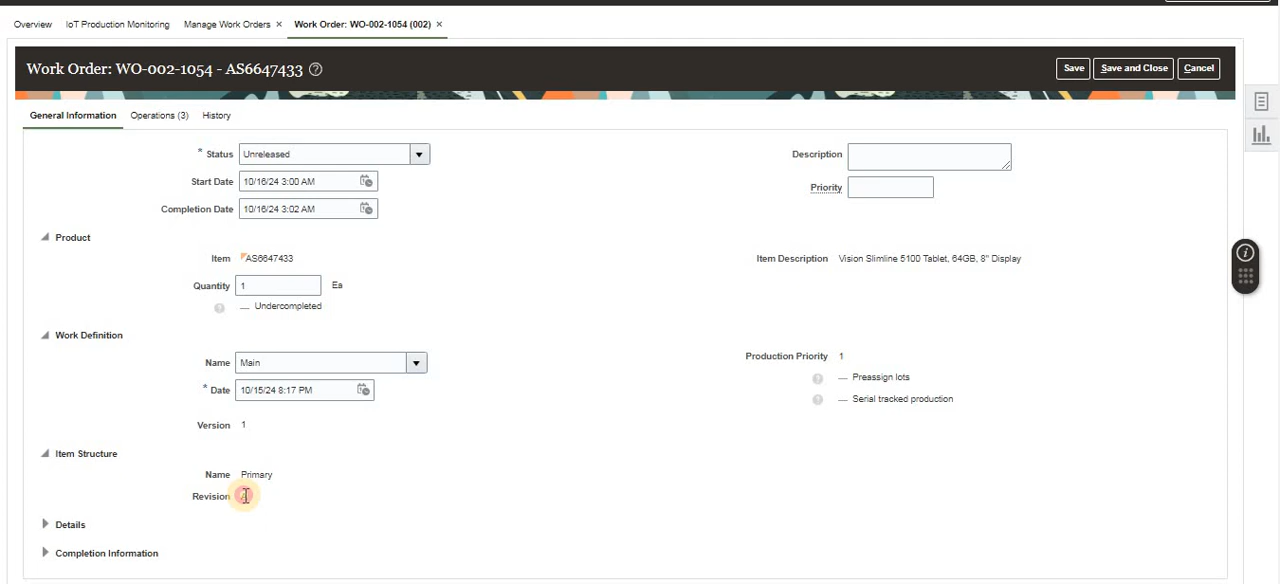 Overview IoT Production Monitoring Manage Work Orders × Work Order: WO-002-1054 (002) ×
Work Order: WO-002-1054 - AS6647433 ?
Save Save and Close Cancel
General Information Operations (3) History
* Status Unreleased
Description
Start Date 10/16/24 3:00 AM
Priority
Completion Date 10/16/24 3:02 AM
Product
Item AS6647433
Item Description Vision Slimline 5100 Tablet, 64GB, 8" Display
Quantity 1 Ea
? — Undercompleted
Work Definition
Name Main
Production Priority 1
? — Preassign lots
* Date 10/15/24 8:17 PM
? — Serial tracked production
Version 1
Item Structure
Name Primary
Revision
Details
Completion Information